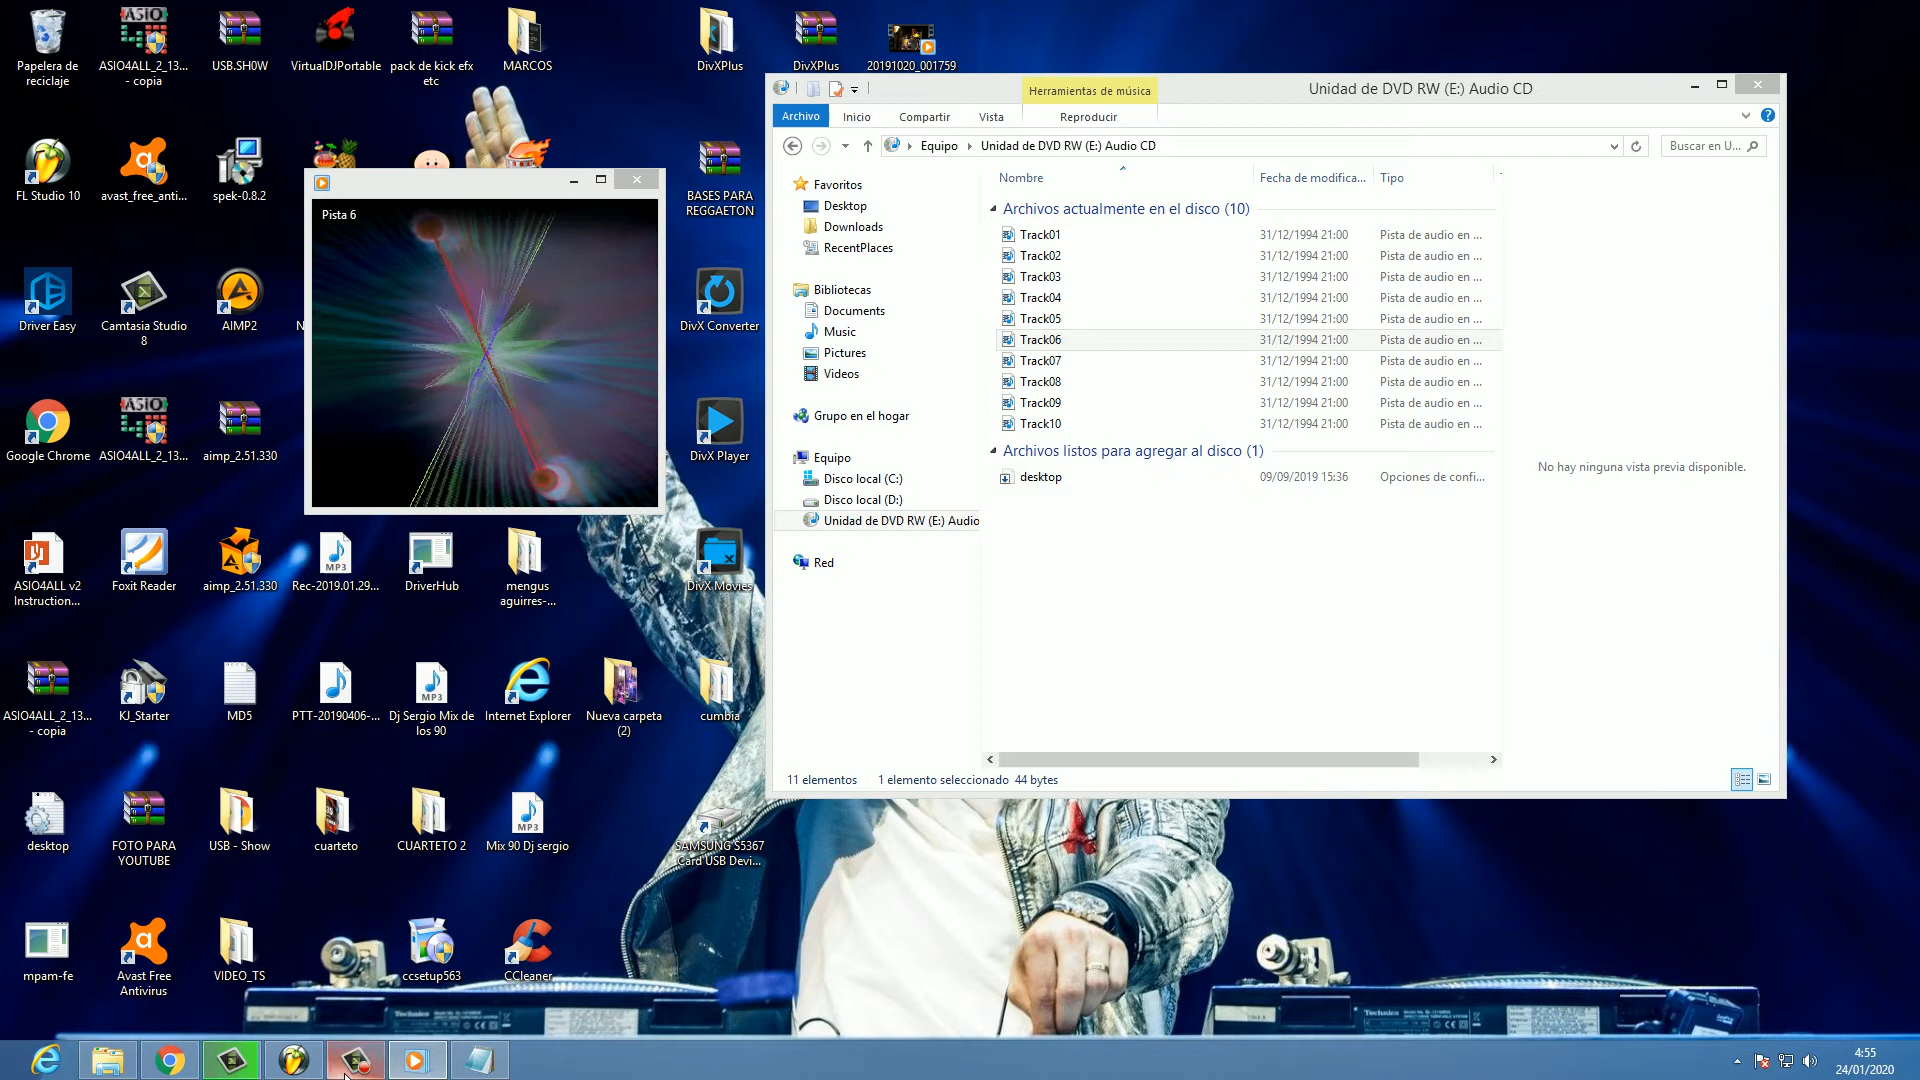 Papelera de
reciclaje
ASIO4ALL_2_13...
- copia
USB.SH0W
VirtualDJPortable
pack de kick efx
etc
MARCOS
DivXPlus
DivXPlus
20191020_001759
FL Studio 10
avast_free_anti...
spek-0.8.2
BASES PARA
REGGAETON
Driver Easy
Camtasia Studio
8
AIMP2
N
DivX Converter
Google Chrome
ASIO4ALL_2_13...
aimp_2.51.330
DivX Player
ASIO4ALL v2
Instruction...
Foxit Reader
aimp_2.51.330
Rec-2019.01.29...
DriverHub
mengus
aguirres-...
DivX Movies
ASIO4ALL_2_13...
- copia
KJ_Starter
MD5
PTT-20190406-...
Dj Sergio Mix de
los 90
Internet Explorer
Nueva carpeta
(2)
cumbia
desktop
FOTO PARA
YOUTUBE
USB - Show
cuarteto
CUARTETO 2
Mix 90 Dj sergio
SAMSUNG S5367
Card USB Devi...
mpam-fe
Avast Free
Antivirus
VIDEO_TS
ccsetup563
CCleaner
Pista 6
Herramientas de música
Unidad de DVD RW (E:) Audio CD
Archivo
Inicio
Compartir
Vista
Reproducir
Equipo
Unidad de DVD RW (E:) Audio CD
Buscar en U...
Favoritos
Desktop
Downloads
RecentPlaces
Bibliotecas
Documents
Music
Pictures
Videos
Grupo en el hogar
Equipo
Disco local (C:)
Disco local (D:)
Unidad de DVD RW (E:) Audio
Red
Nombre
Fecha de modifica...
Tipo
Archivos actualmente en el disco (10)
Track01 31/12/1994 21:00 Pista de audio en ...
Track02 31/12/1994 21:00 Pista de audio en ...
Track03 31/12/1994 21:00 Pista de audio en ...
Track04 31/12/1994 21:00 Pista de audio en ...
Track05 31/12/1994 21:00 Pista de audio en ...
Track06 31/12/1994 21:00 Pista de audio en ...
Track07 31/12/1994 21:00 Pista de audio en ...
Track08 31/12/1994 21:00 Pista de audio en ...
Track09 31/12/1994 21:00 Pista de audio en ...
Track10 31/12/1994 21:00 Pista de audio en ...
Archivos listos para agregar al disco (1)
desktop 09/09/2019 15:36 Opciones de confi...
No hay ninguna vista previa disponible.
11 elementos
1 elemento seleccionado 44 bytes
Technics
Technics
4:55
24/01/2020